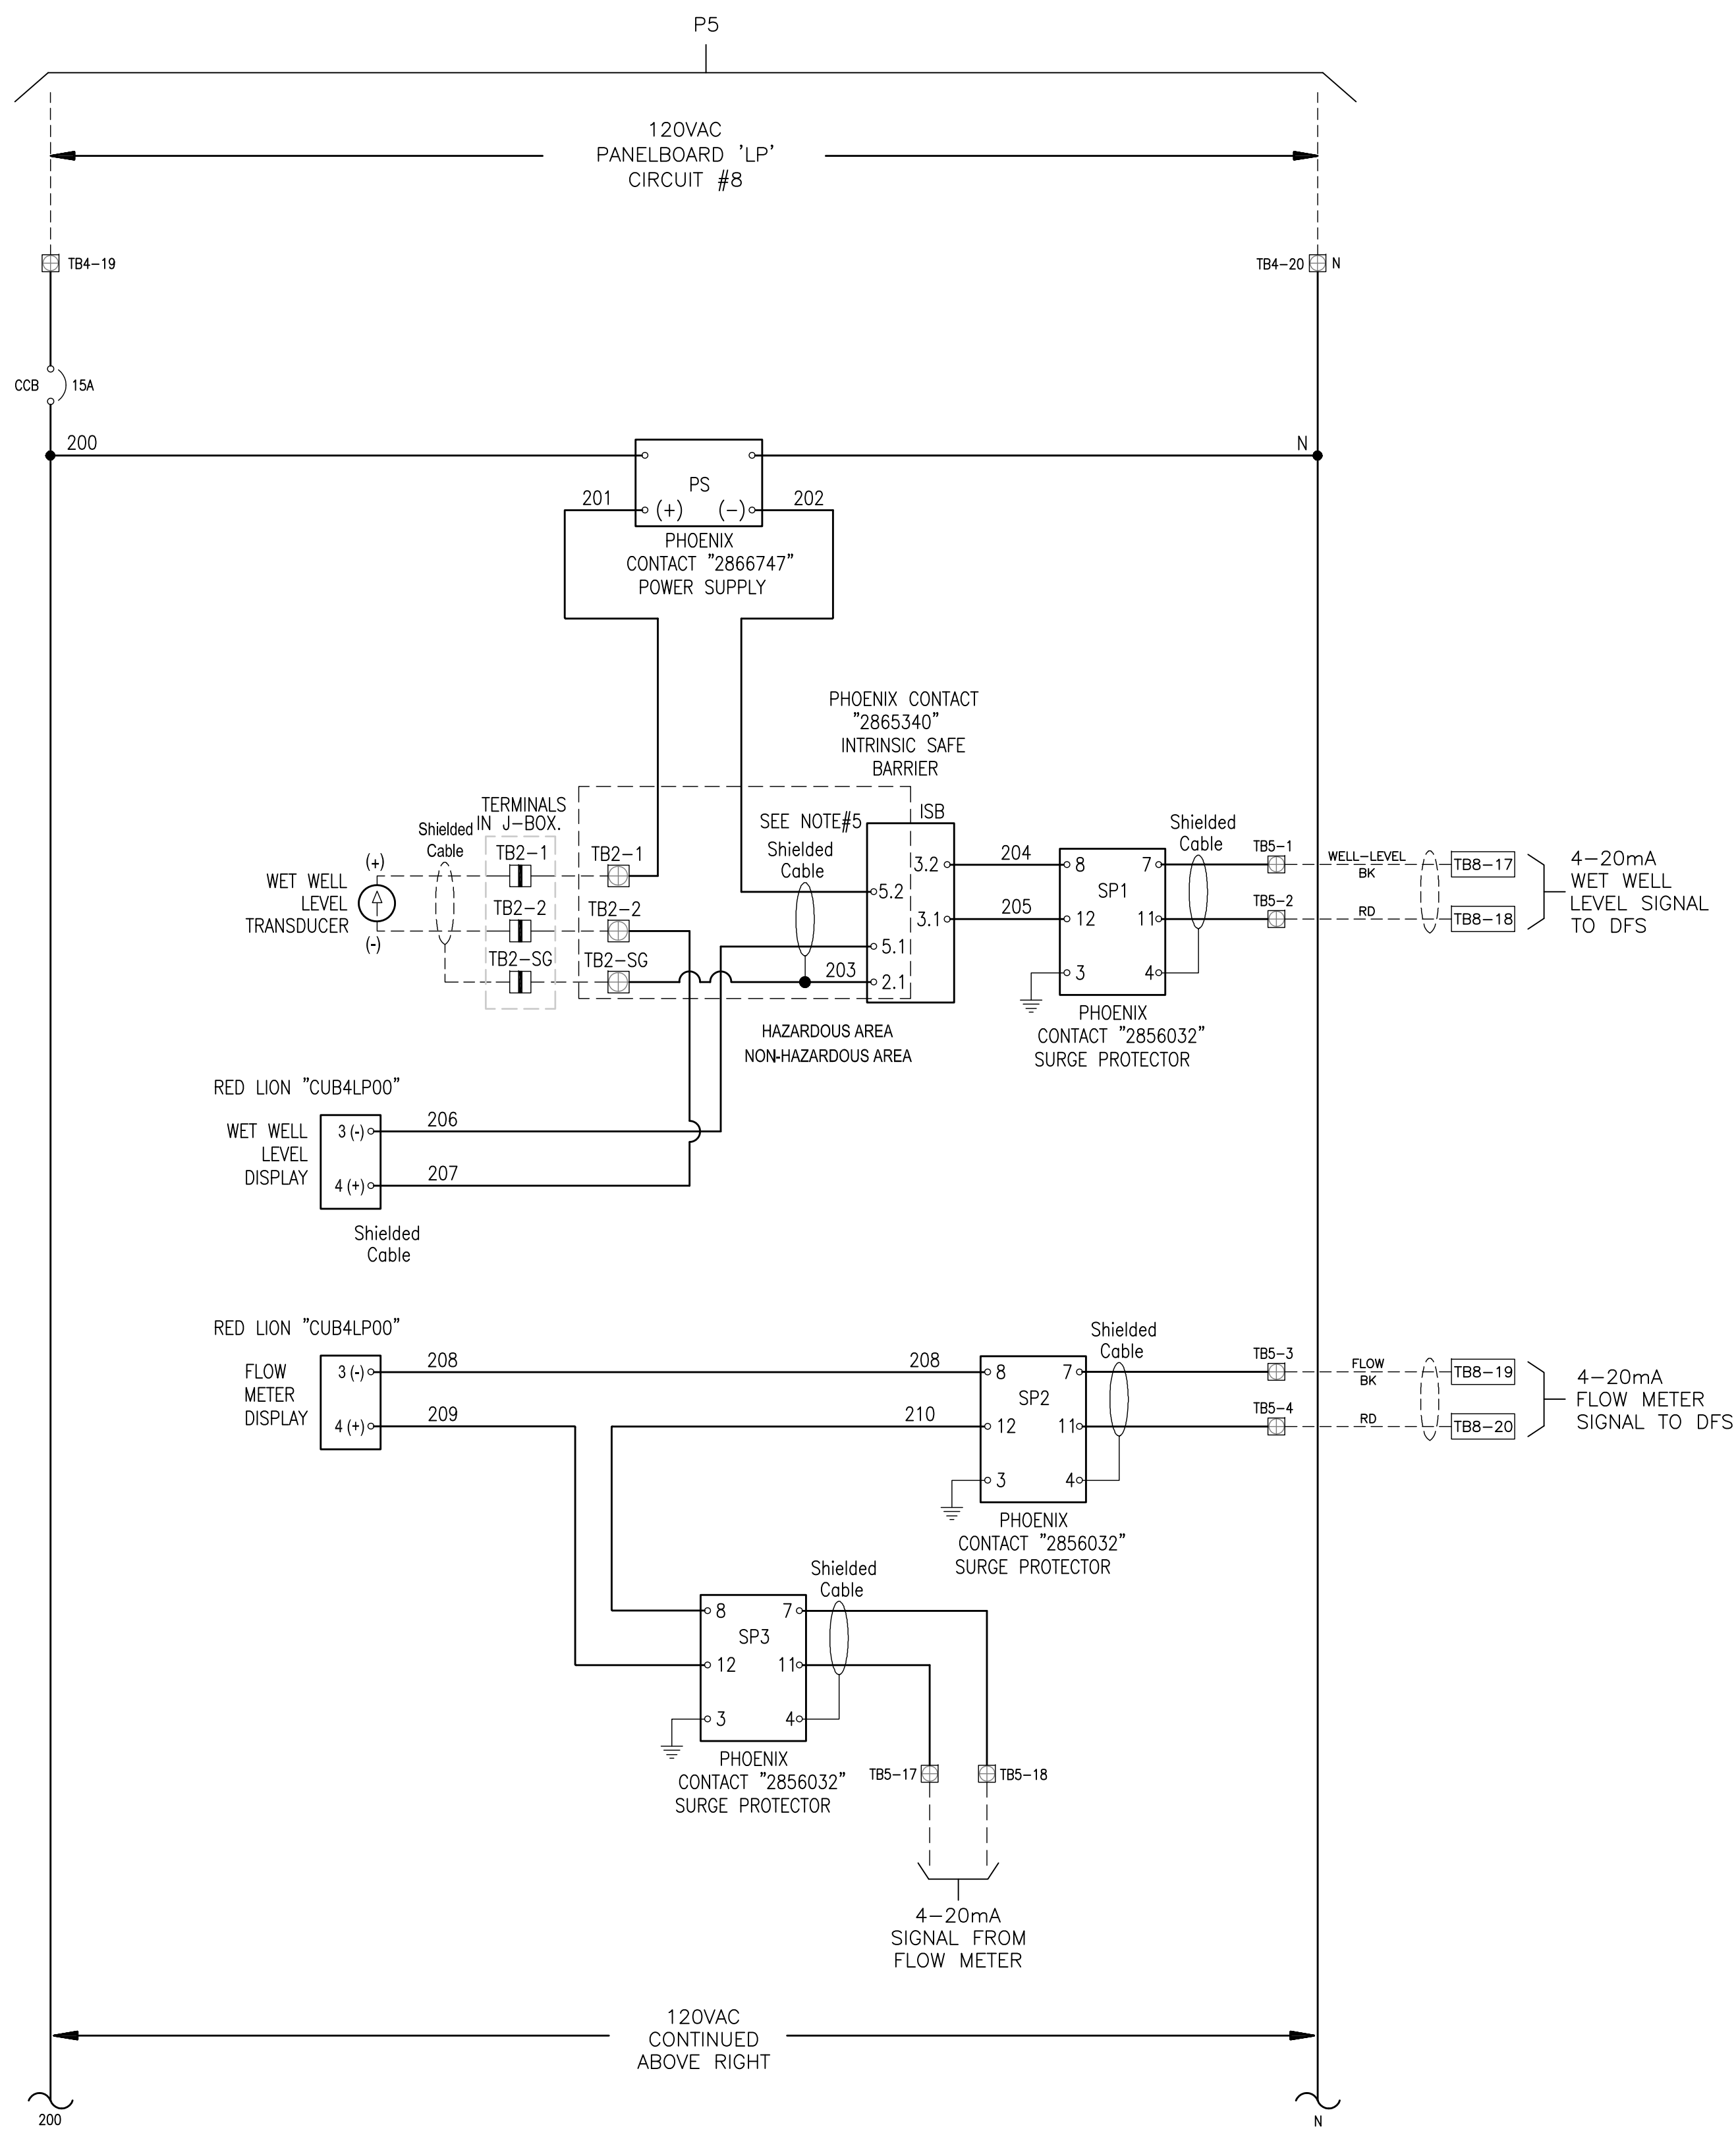 P5
120VAC
PANELBOARD 'LP'
CIRCUIT #8
TB4-19
TB4-20
N
CCB
15A
200
N
PS
201
(+)
(-)
202
PHOENIX
CONTACT "2866747"
POWER SUPPLY
PHOENIX CONTACT
"2865340"
INTRINSIC SAFE
BARRIER
TERMINALS
IN J-BOX.
Shielded
Cable
SEE NOTE#5
Shielded
Cable
ISB
Shielded
Cable
WET WELL
LEVEL
TRANSDUCER
(+)
(-)
TB2-1
TB2-2
TB2-SG
TB2-1
TB2-2
TB2-SG
203
5.2
5.1
2.1
3.2
3.1
204
205
8
7
SP1
12
11
3
4
TB5-1
TB5-2
WELL-LEVEL
BK
RD
TB8-17
TB8-18
4-20mA
WET WELL
LEVEL SIGNAL
TO DFS
PHOENIX
CONTACT "2856032"
SURGE PROTECTOR
HAZARDOUS AREA
NON-HAZARDOUS AREA
RED LION "CUB4LP00"
WET WELL
LEVEL
DISPLAY
3 (-)
4 (+)
206
207
Shielded
Cable
RED LION "CUB4LP00"
FLOW
METER
DISPLAY
3 (-)
4 (+)
208
209
208
210
8
7
SP2
12
11
3
4
Shielded
Cable
TB5-3
TB5-4
FLOW
BK
RD
TB8-19
TB8-20
4-20mA
FLOW METER
SIGNAL TO DFS
PHOENIX
CONTACT "2856032"
SURGE PROTECTOR
Shielded
Cable
8
7
SP3
12
11
3
4
PHOENIX
CONTACT "2856032"
SURGE PROTECTOR
TB5-17
TB5-18
4-20mA
SIGNAL FROM
FLOW METER
120VAC
CONTINUED
ABOVE RIGHT
200
N